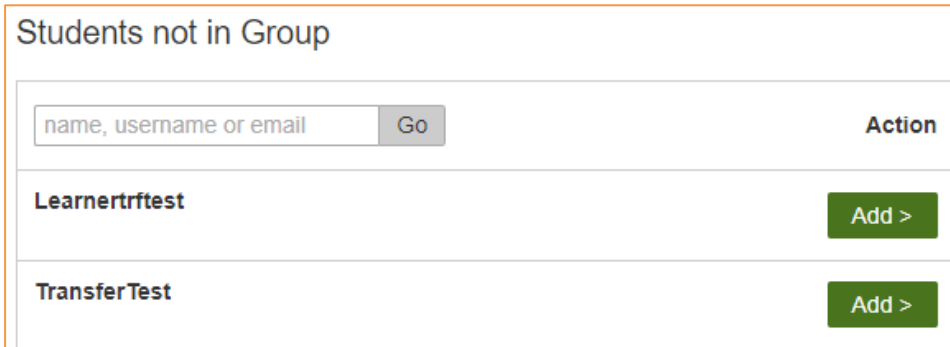 Students not in Group
name, username or email Go Action
Learnertrftest
Add >
TransferTest
Add >